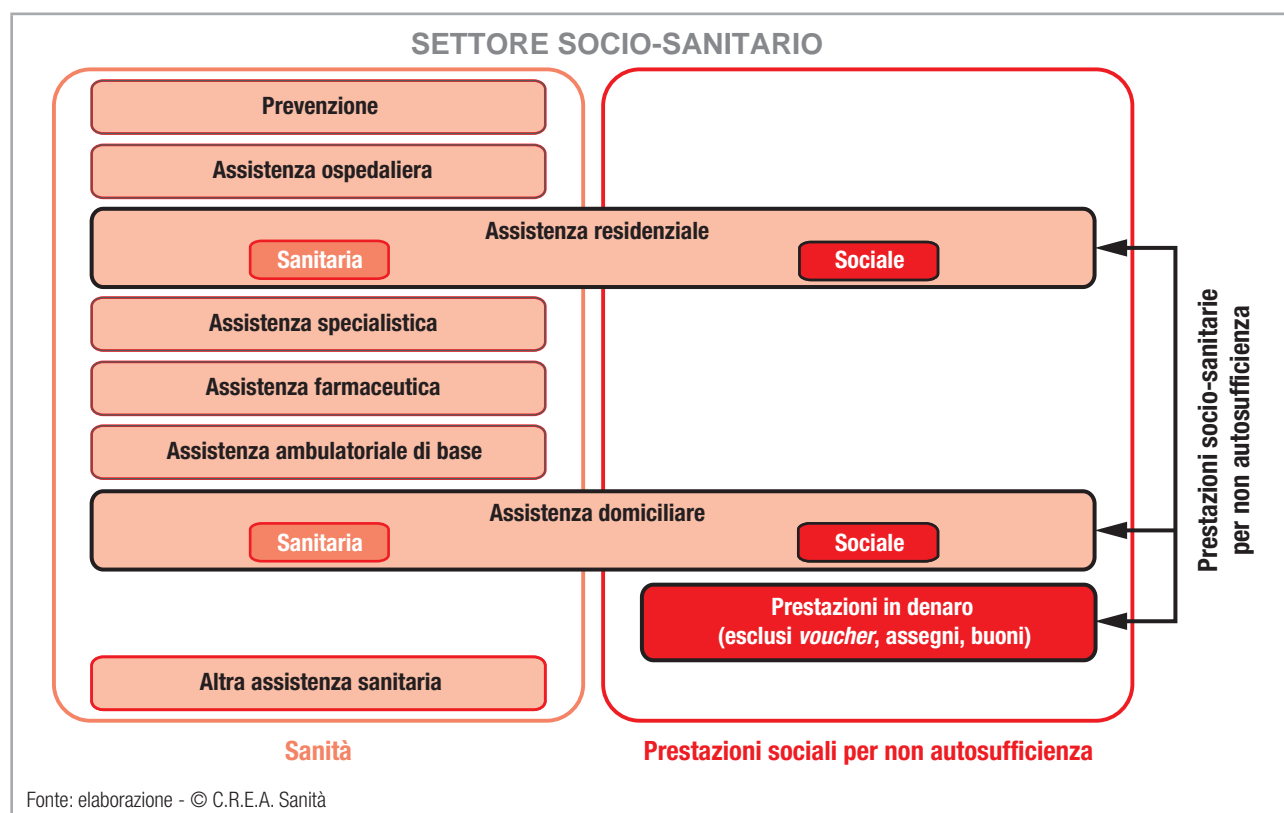 SETTORE SOCIO-SANITARIO
Prevenzione
Assistenza ospedaliera
Assistenza residenziale
Sanitaria
Sociale
Assistenza specialistica
Assistenza farmaceutica
Assistenza ambulatoriale di base
Assistenza domiciliare
Sanitaria
Sociale
Prestazioni in denaro
(esclusi voucher, assegni, buoni)
Altra assistenza sanitaria
Prestazioni socio-sanitarie
per non autosufficienza
Sanità
Prestazioni sociali per non autosufficienza
Fonte: elaborazione - © C.R.E.A. Sanità